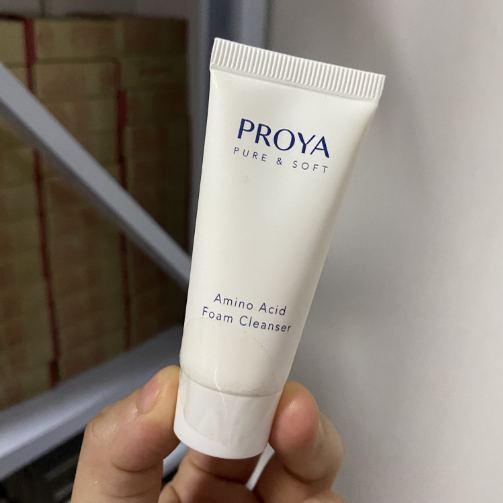 PROYA
PURE & SOFT
Amino Acid
Foam Cleanser